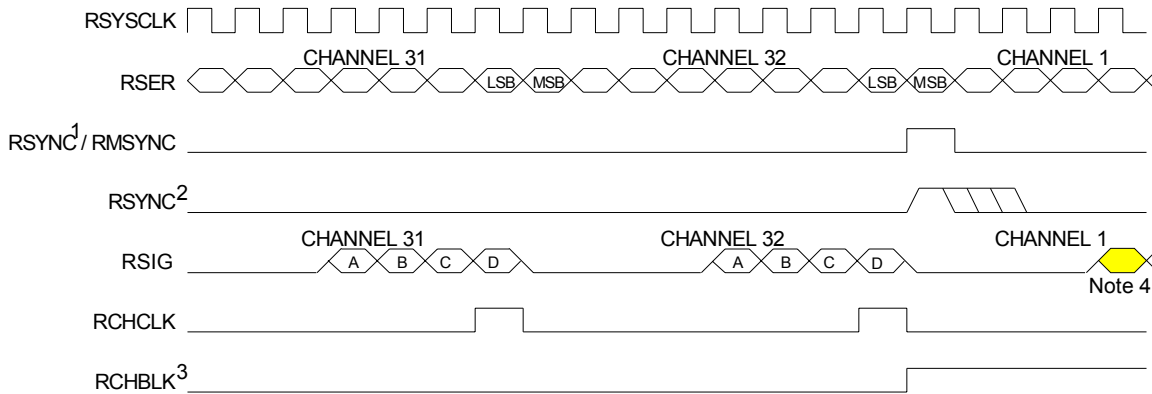 RSYSCLK
CHANNEL 31 CHANNEL 32 CHANNEL 1
RSER LSB MSB LSB MSB
RSYNC1 / RMSYNC
RSYNC2
CHANNEL 31 CHANNEL 32 CHANNEL 1
RSIG A B C D A B C D
Note 4
RCHCLK
RCHBLK3